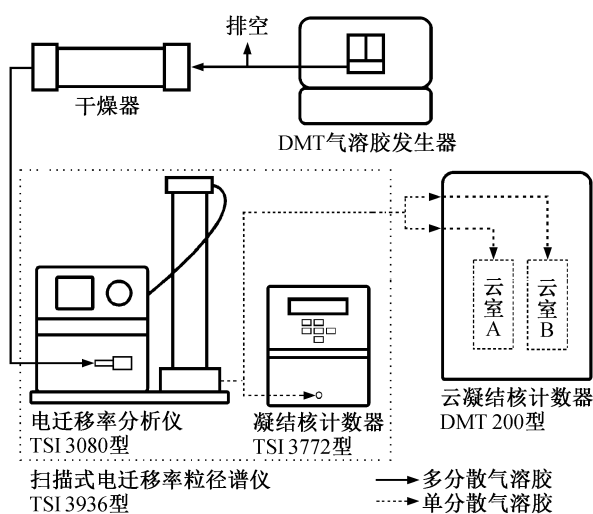 排空
干燥器
DMT气溶胶发生器
云室A
云室B
电迁移率分析仪
TSI 3080型
凝结核计数器
TSI 3772型
云凝结核计数器
DMT 200型
扫描式电迁移率粒径谱仪
TSI 3936型
多分散气溶胶
单分散气溶胶